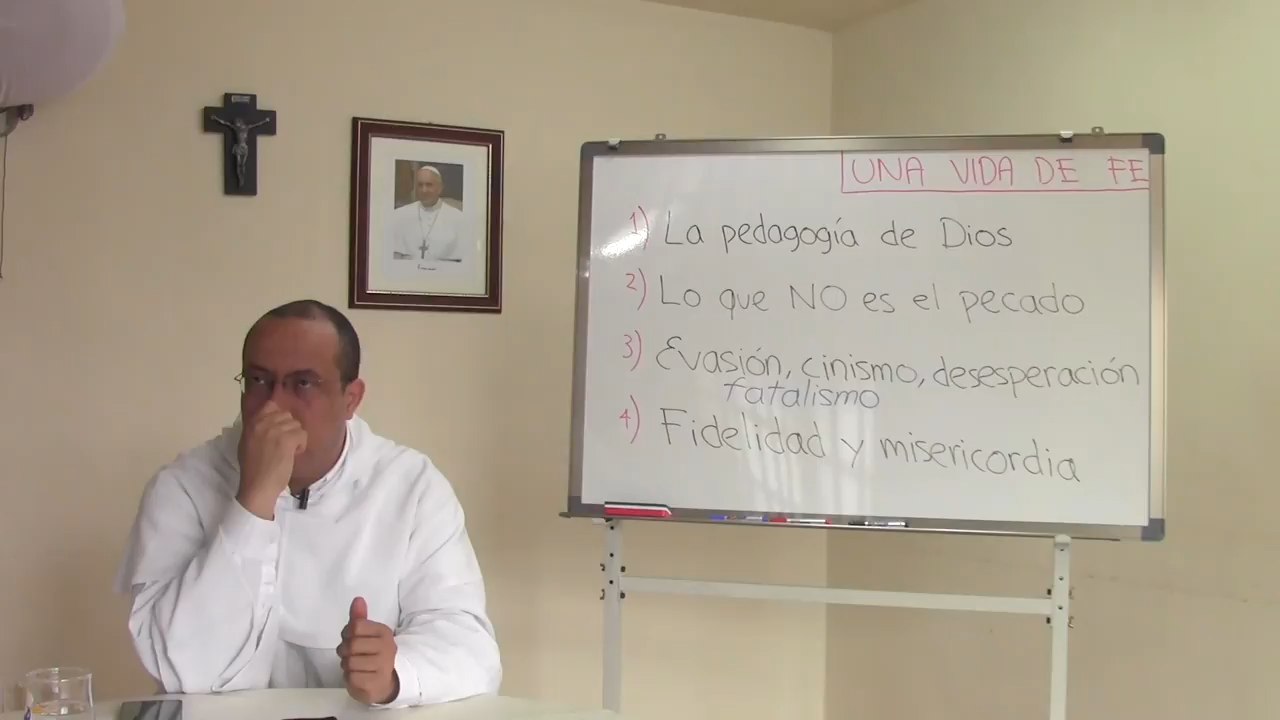 UNA VIDA DE FE
1) La pedagogía de Dios
2) Lo que NO es el pecado
3) Evasión, cinismo, desesperación
fatalismo
4) Fidelidad y misericordia